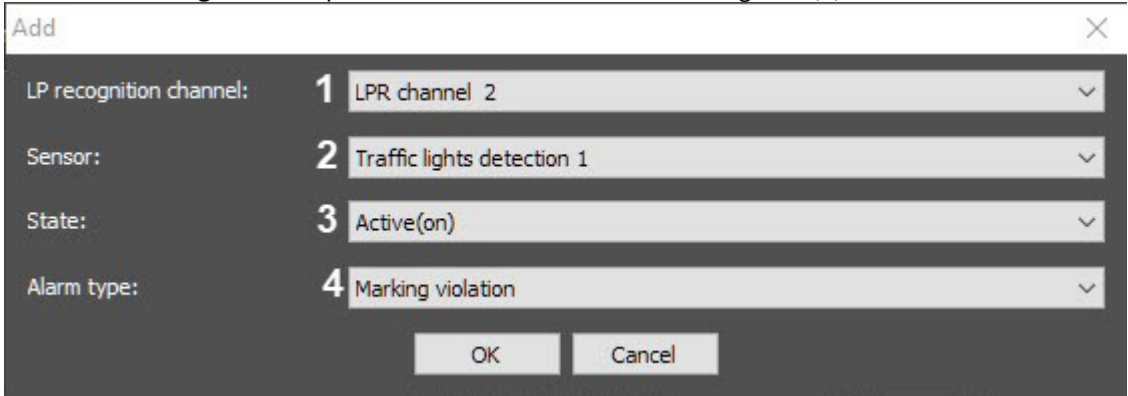 Add
LP recognition channel: 1 LPR channel 2
Sensor: 2 Traffic lights detection 1
State: 3 Active(on)
Alarm type: 4 Marking violation
OK Cancel